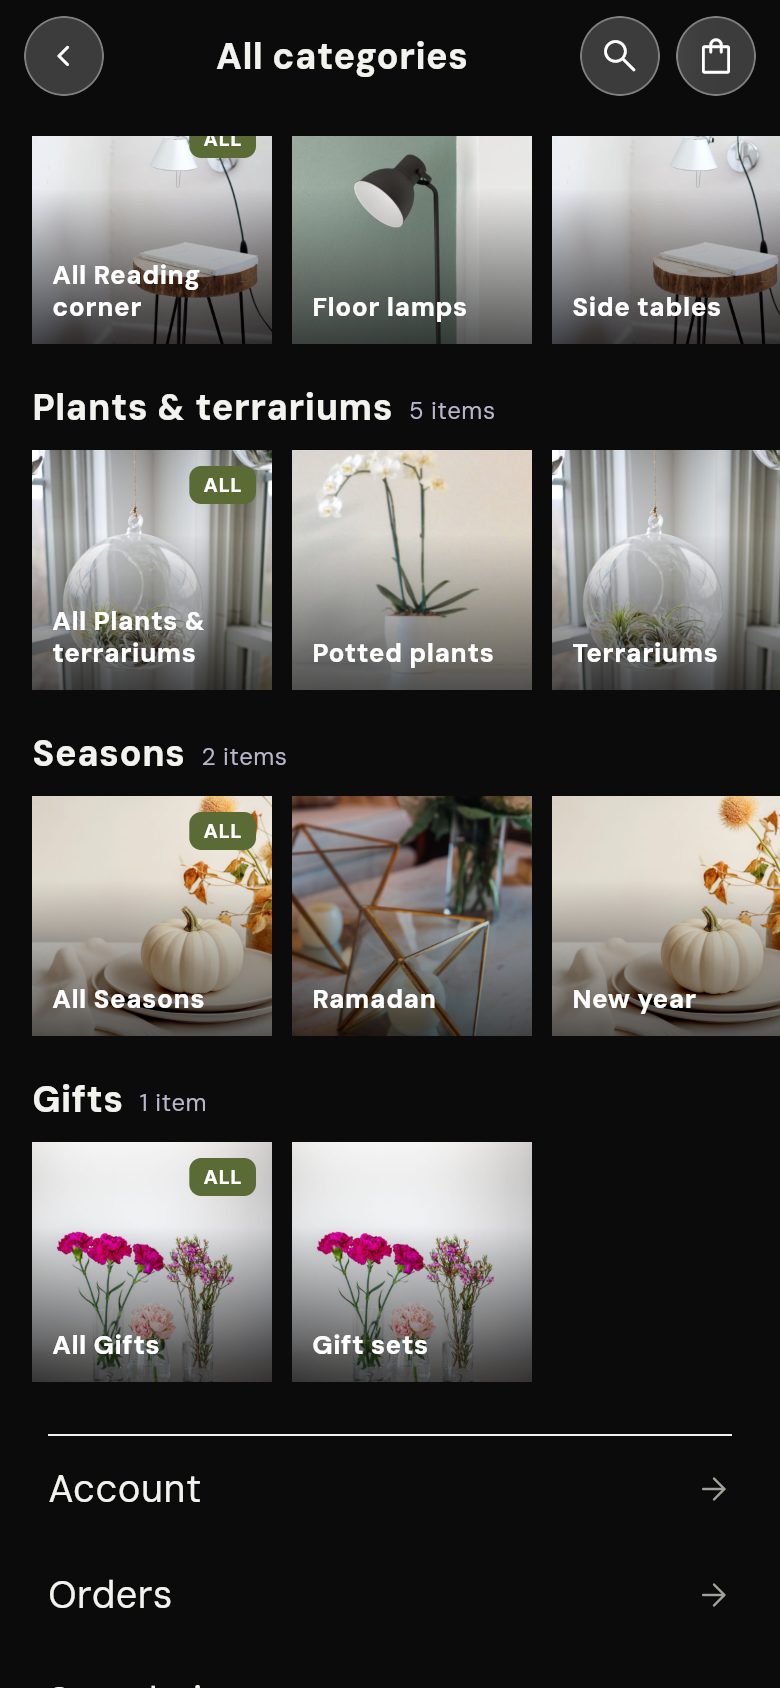 All categories
ALL
All Reading
corner
Floor lamps
Side tables
Plants & terrariums 5 items
ALL
All Plants &
terrariums
Potted plants
Terrariums
Seasons 2 items
ALL
All Seasons
Ramadan
New year
Gifts 1 item
ALL
All Gifts
Gift sets
Account
Orders